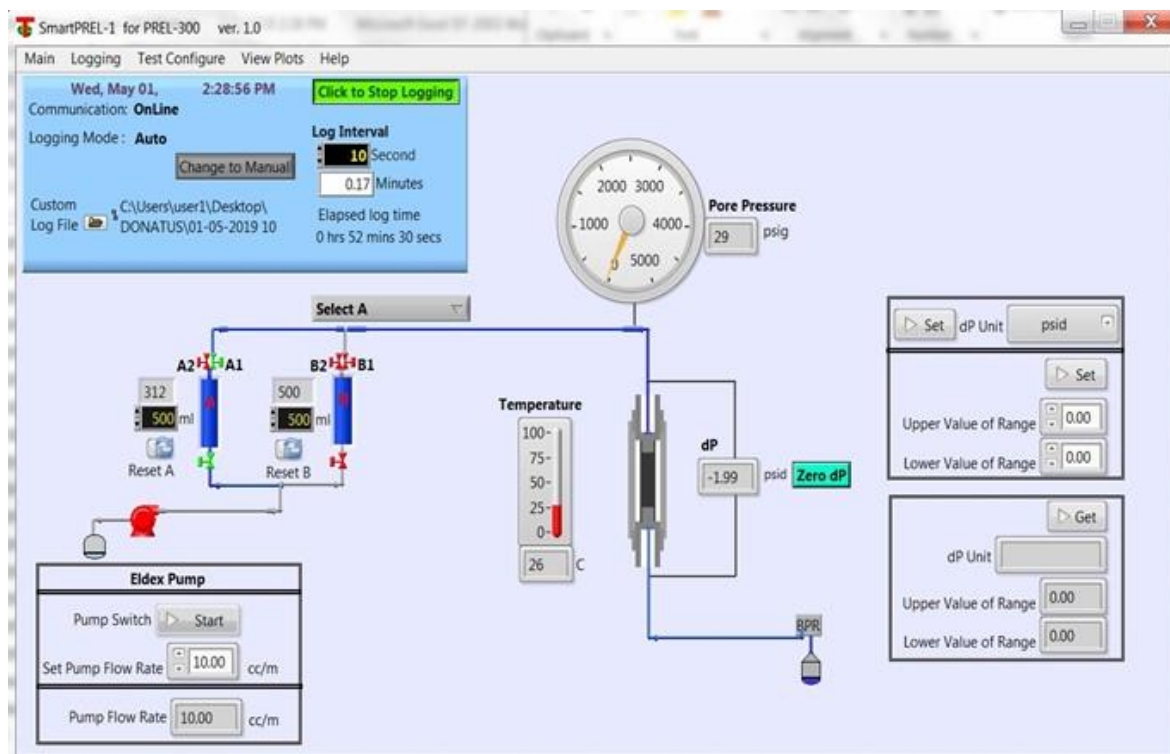 SmartPREL-1 for PREL-300 ver. 1.0
Main Logging Test Configure View Plots Help
Wed, May 01, 2:28:56 PM
Click to Stop Logging
Communication: OnLine
Logging Mode : Auto
Change to Manual
Log Interval
10 Second
0.17 Minutes
Custom
Log File
C:\Users\user1\Desktop\
DONATUS\01-05-2019 10
Elapsed log time
0 hrs 52 mins 30 secs
2000 3000
1000 4000
0 5000
Pore Pressure
29 psig
Select A
A2 A1
B2 B1
312
500 ml
A
Reset A
500
500 ml
B
Reset B
Temperature
100
75
50
25
0
26 C
dP
-1.99 psid Zero dP
BPR
Set dP Unit psid
Set
Upper Value of Range 0.00
Lower Value of Range 0.00
Get
dP Unit
Upper Value of Range 0.00
Lower Value of Range 0.00
Eldex Pump
Pump Switch Start
Set Pump Flow Rate 10.00 cc/m
Pump Flow Rate 10.00 cc/m